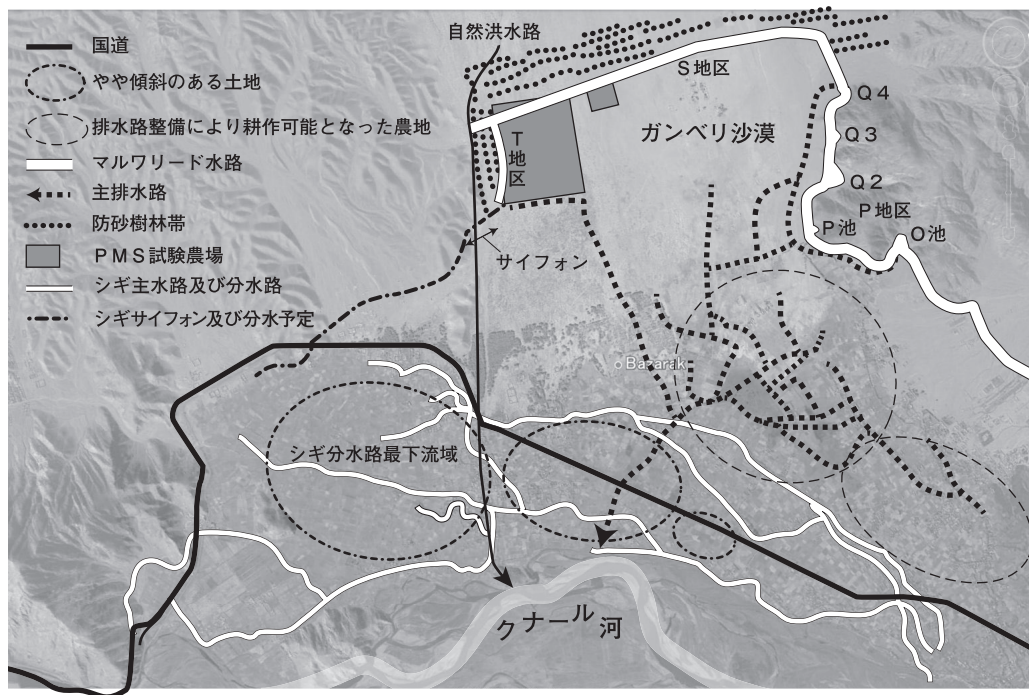 国道
やや傾斜のある土地
排水路整備により耕作可能となった農地
マルワリード水路
主排水路
防砂樹林帯
PMS試験農場
シギ主水路及び分水路
シギサイフォン及び分水予定
自然洪水路
S地区
T地区
ガンベリ沙漠
Q4
Q3
Q2
P地区
P池
O池
サイフォン
Bazarak
シギ分水路最下流域
クナール河